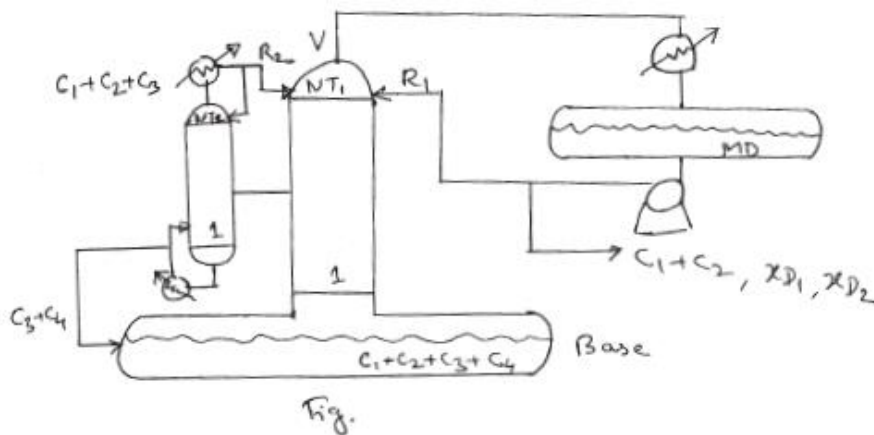 V
R₂
C₁+C₂+C₃
NT₁
R₁
NT₂
MD
1
1
C₁+C₂, xD₁, xD₂
C₃+C₄
C₁+C₂+C₃+C₄
Base
Fig.